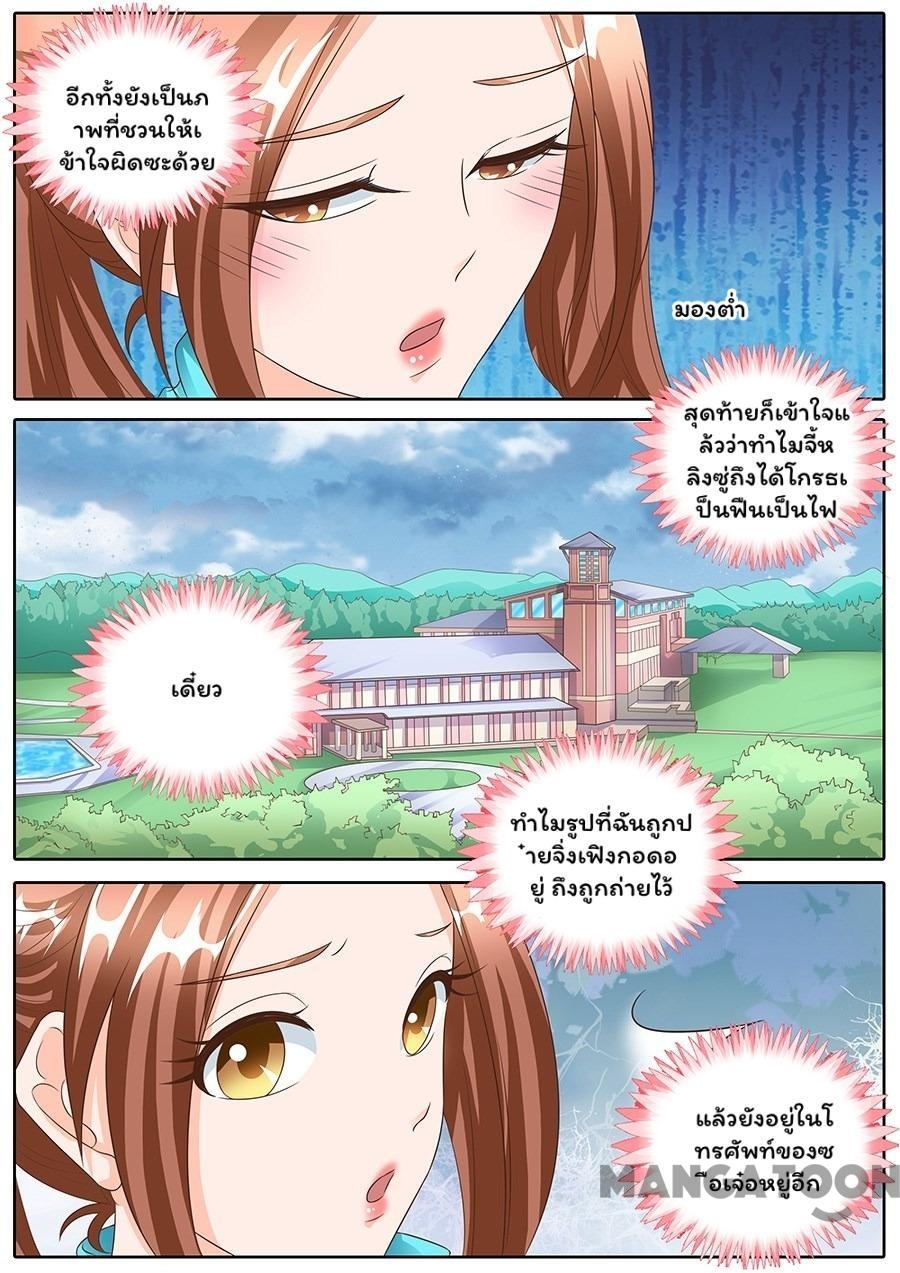 อีกทั้งยังเป็นภ
าพที่ชวนให้เ
ข้าใจผิดซะด้วย
มองต่ำ
สุดท้ายก็เข้าใจแ
ล้วว่าทำไมจี้ห
ลิงซู่ถึงได้โกรธเ
ป็นฟืนเป็นไฟ
เดี๋ยว
ทำไมรูปที่ฉันถูกป
๋ายจิ่งเฟิงกอดอ
ยู่ ถึงถูกถ่ายไว้
แล้วยังอยู่ในโ
ทรศัพท์ของซ
ือเจ๋อหยู่อีก
MANGATOON